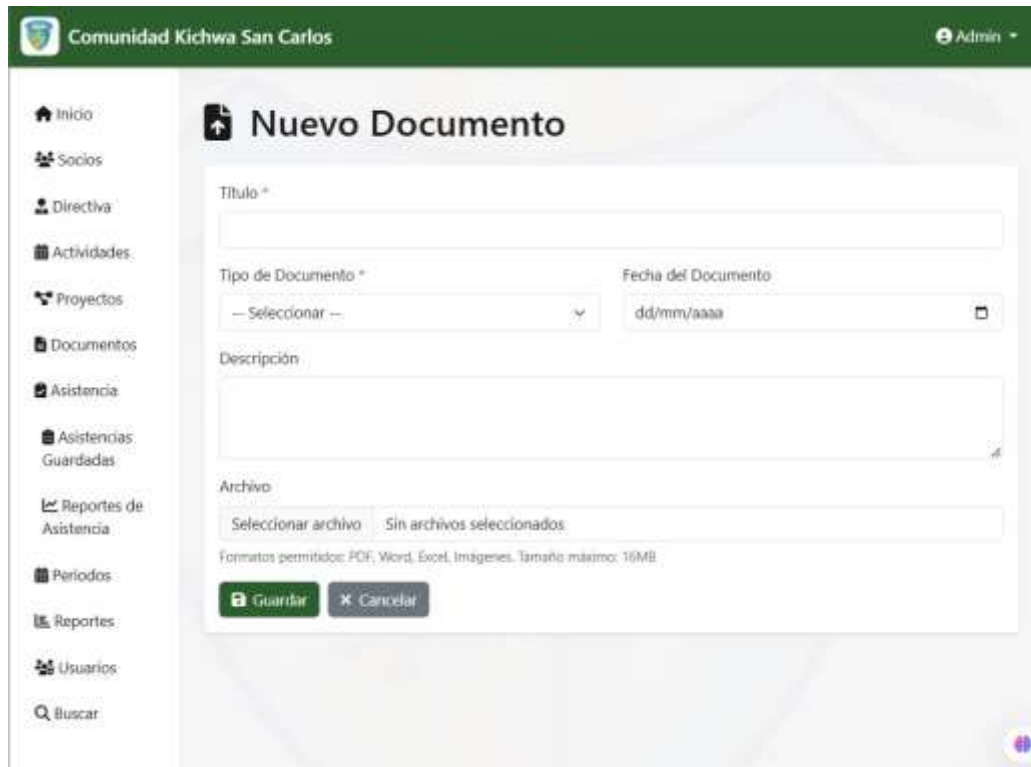 Comunidad Kichwa San Carlos
Admin
Inicio
Socios
Directiva
Actividades
Proyectos
Documentos
Asistencia
Asistencias
Guardadas
Reportes de
Asistencia
Periodos
Reportes
Usuarios
Buscar
Nuevo Documento
Título *
Tipo de Documento *
Fecha del Documento
-- Seleccionar --
dd/mm/aaaa
Descripción
Archivo
Seleccionar archivo Sin archivos seleccionados
Formatos permitidos: PDF, Word, Excel, Imágenes. Tamaño máximo: 16MB
Guardar
Cancelar